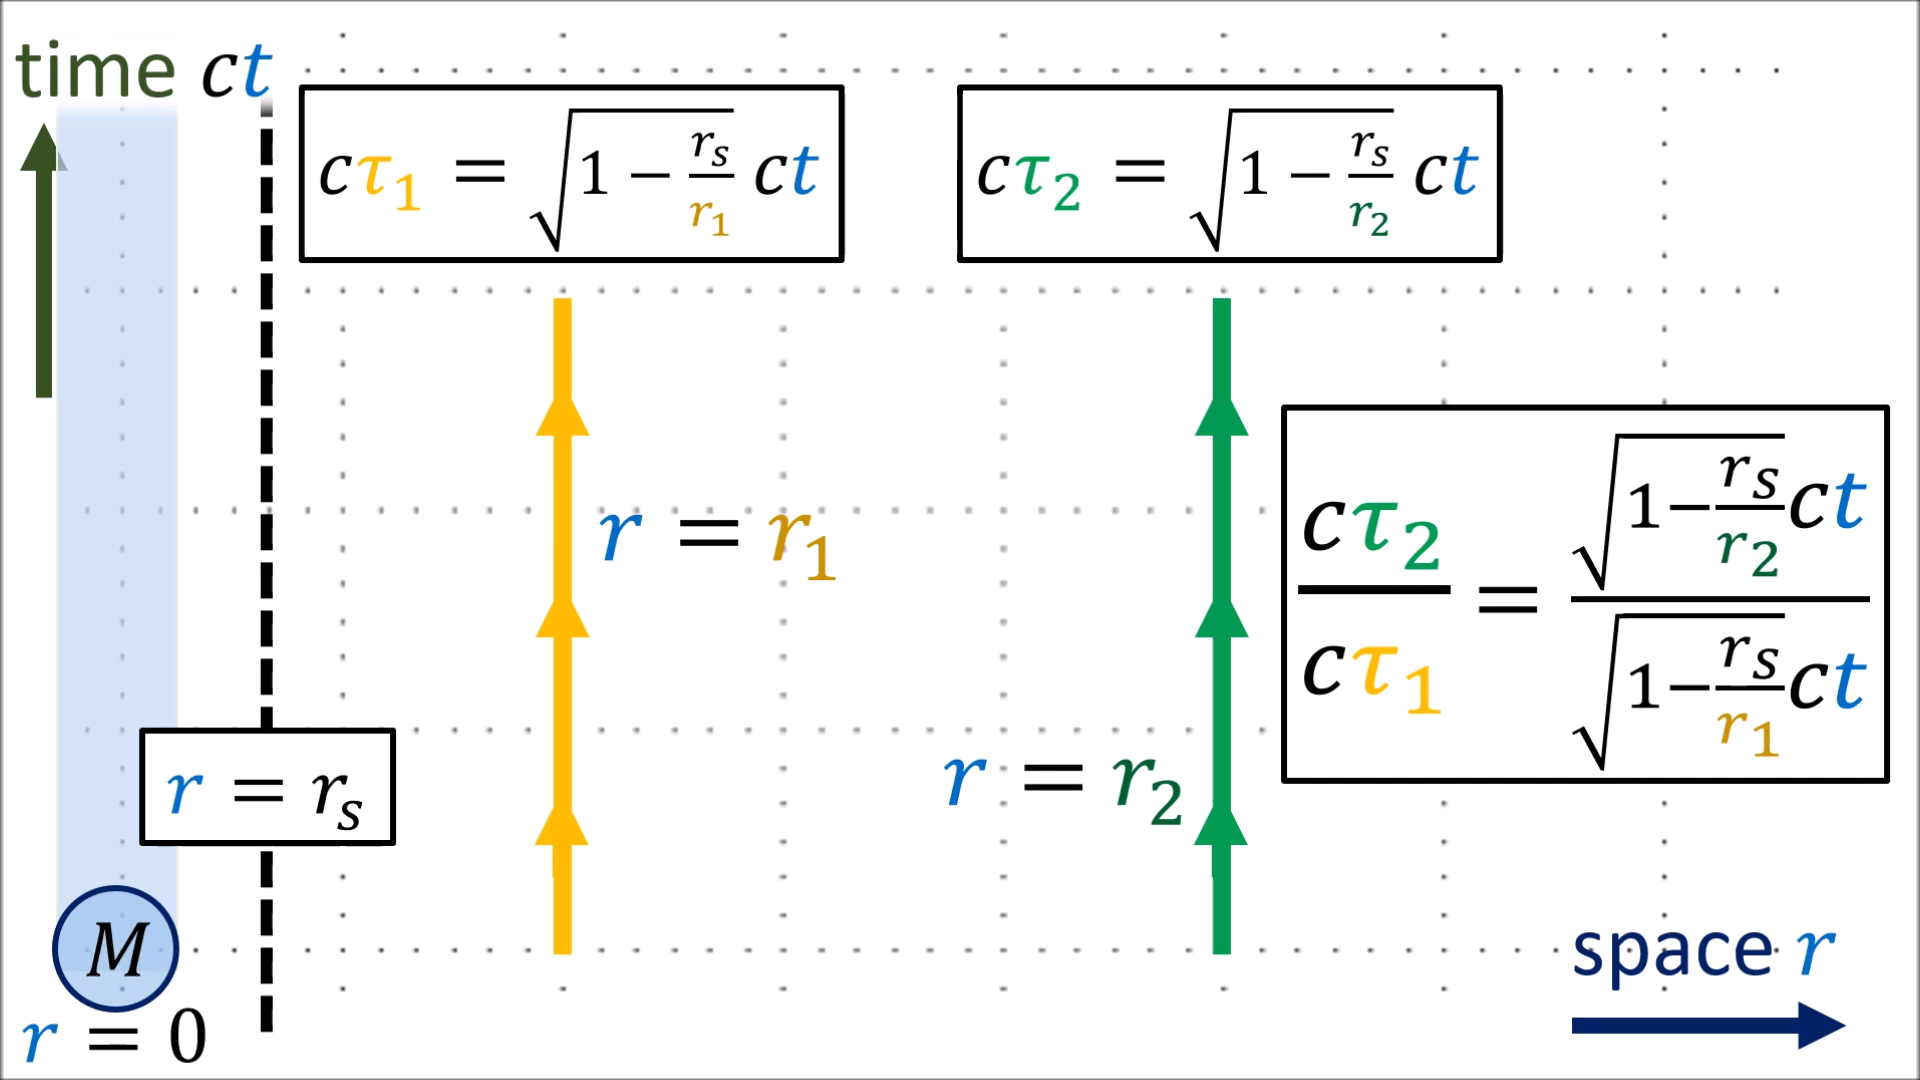 time ct
cτ₁ = √(1 − rₛ/r₁) ct
cτ₂ = √(1 − rₛ/r₂) ct
r = r₁
cτ₂/cτ₁ = √(1−rₛ/r₂)ct / √(1−rₛ/r₁)ct
r = r₂
r = rₛ
M
space r
r = 0